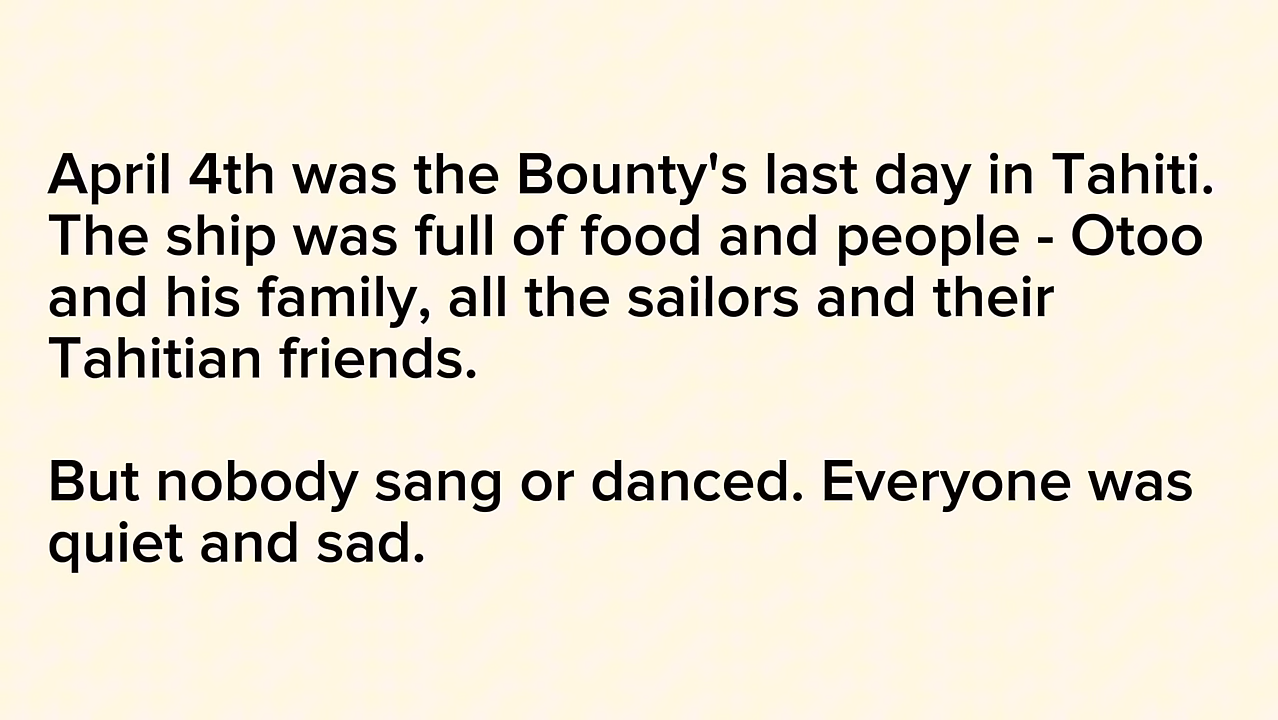 April 4th was the Bounty's last day in Tahiti.
The ship was full of food and people - Otoo
and his family, all the sailors and their
Tahitian friends.
But nobody sang or danced. Everyone was
quiet and sad.